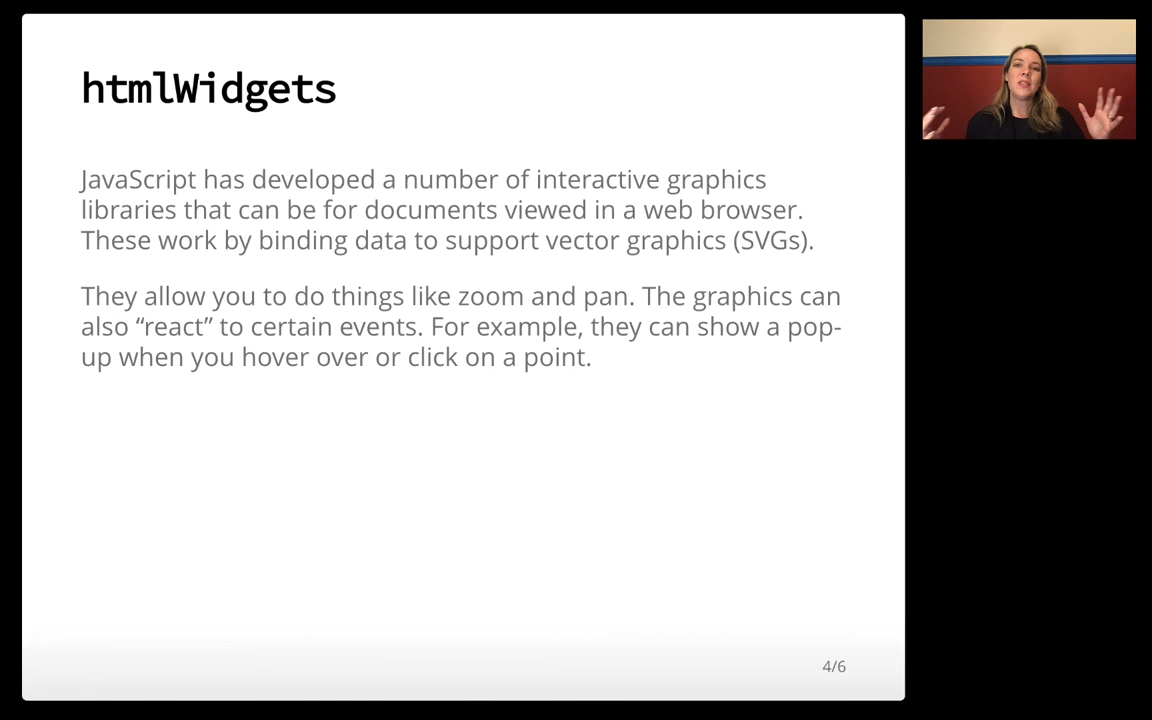 htmlWidgets
JavaScript has developed a number of interactive graphics
libraries that can be for documents viewed in a web browser.
These work by binding data to support vector graphics (SVGs).
They allow you to do things like zoom and pan. The graphics can
also “react” to certain events. For example, they can show a pop-
up when you hover over or click on a point.
4/6